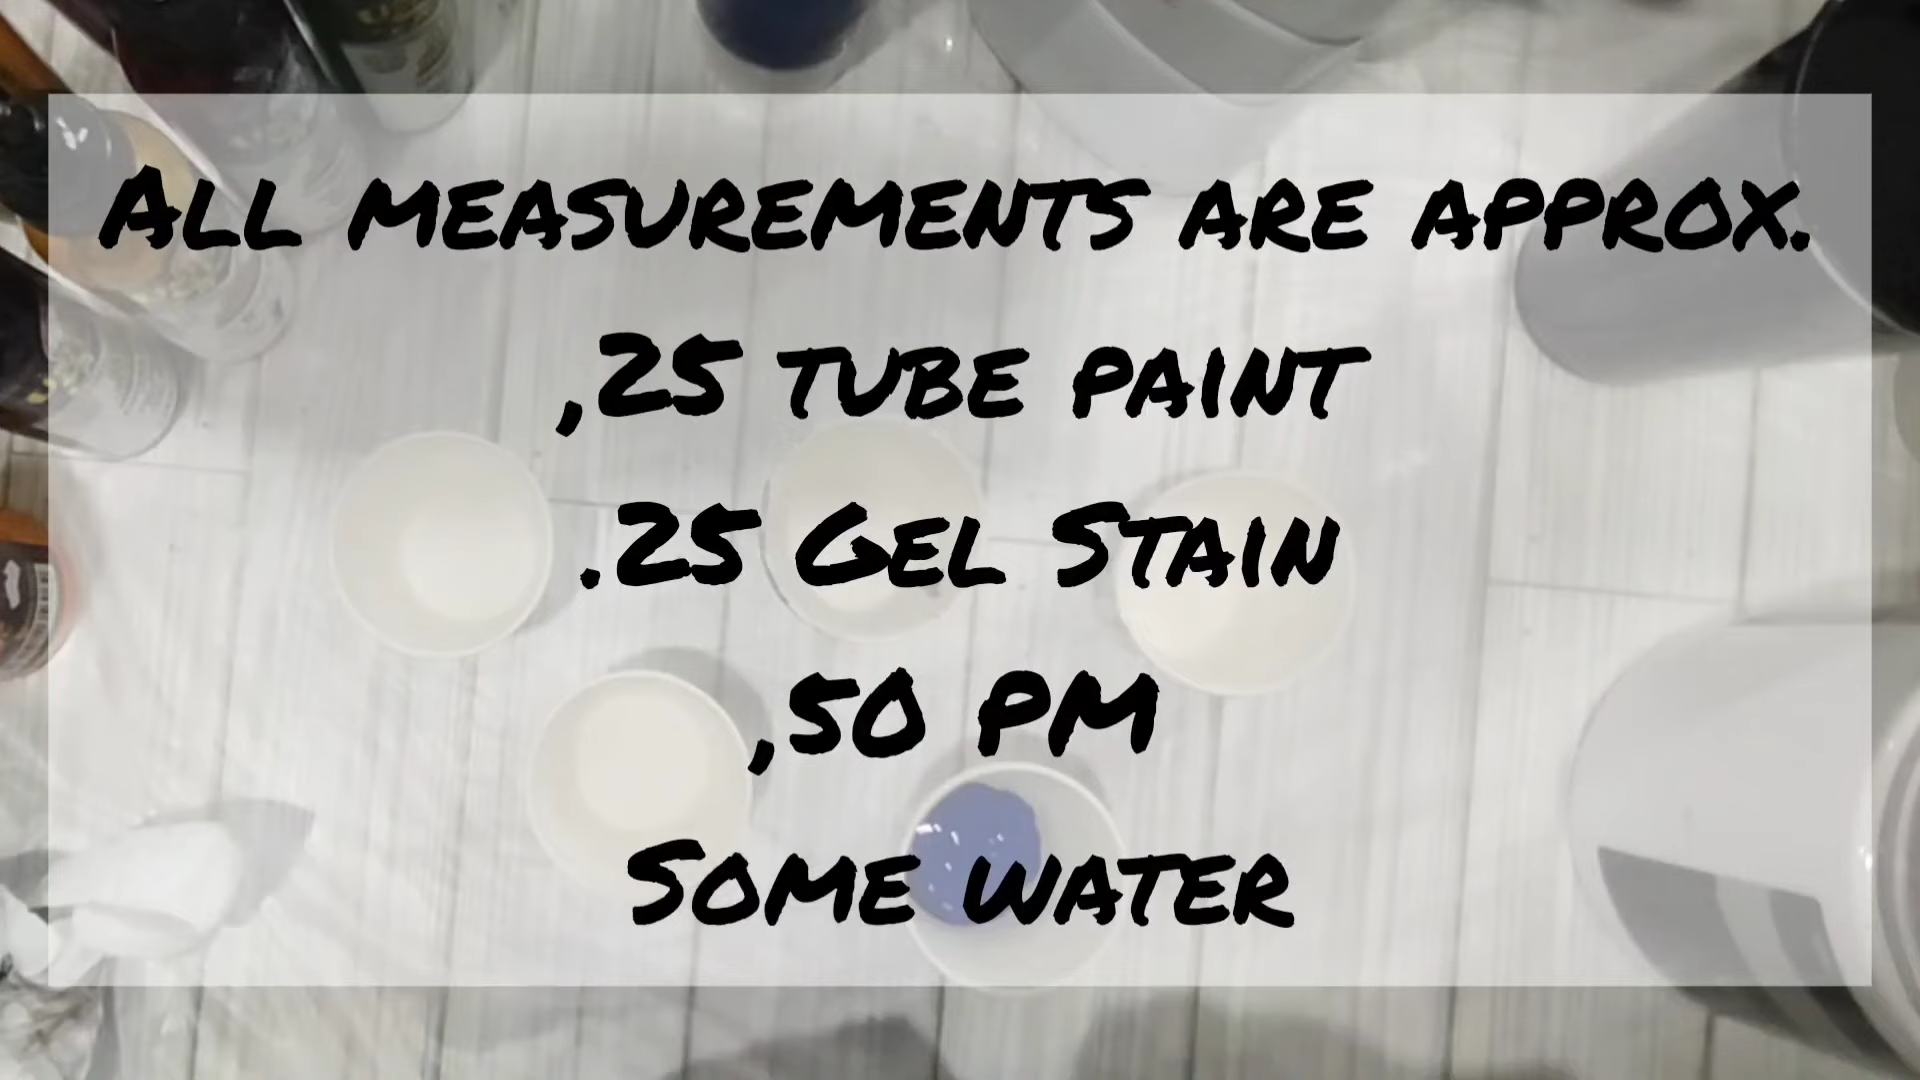 All measurements are approx.
,25 tube paint
.25 Gel Stain
,50 PM
Some water